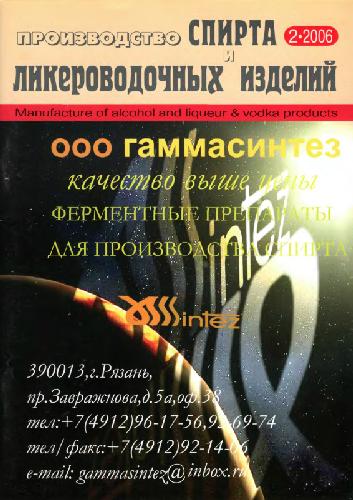 ПРОИЗВОДСТВО СПИРТА 2•2006
и
ЛИКЕРОВОДОЧНЫХ ИЗДЕЛИЙ
Manufacture of alcohol and liqueur & vodka products
ООО ГАММАСИНТЕЗ
качество выше цены
ФЕРМЕНТНЫЕ ПРЕПАРАТЫ
ДЛЯ ПРОИЗВОДСТВА СПИРТА
intez
sintez
390013,г.Рязань,
пр.Завражнова,д.5а,оф.38
тел:+7(4912)96-17-56, 69-74
тел/факс:+7(4912)92-14-06
e-mail: gammasintez@inbox.ru